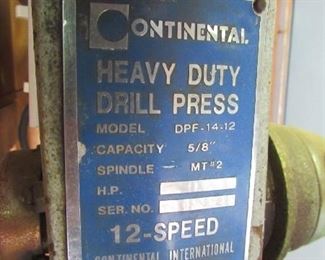 CONTINENTAL
HEAVY DUTY
DRILL PRESS
MODEL DPF-14-12
CAPACITY 5/8"
SPINDLE – MT#2
H.P.
SER. NO.
12-SPEED
CONTINENTAL INTERNATIONAL